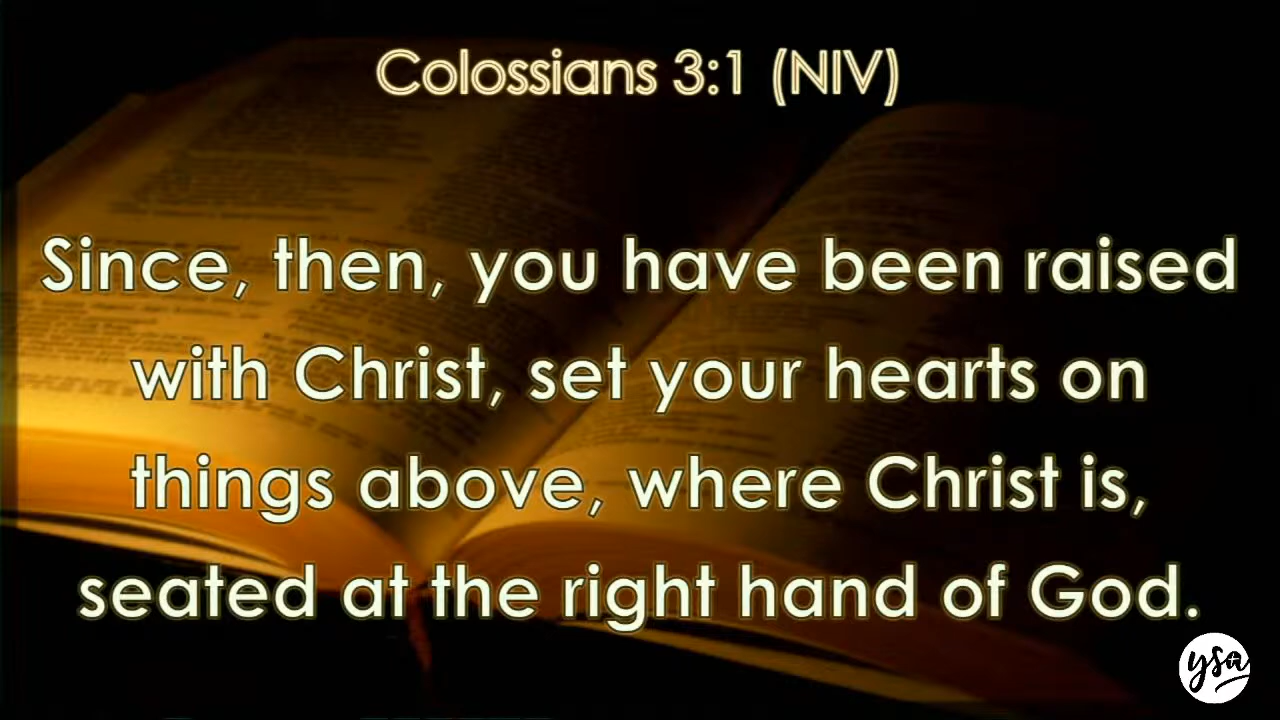 Colossians 3:1 (NIV)
Since, then, you have been raised
with Christ, set your hearts on
things above, where Christ is,
seated at the right hand of God.
ysa